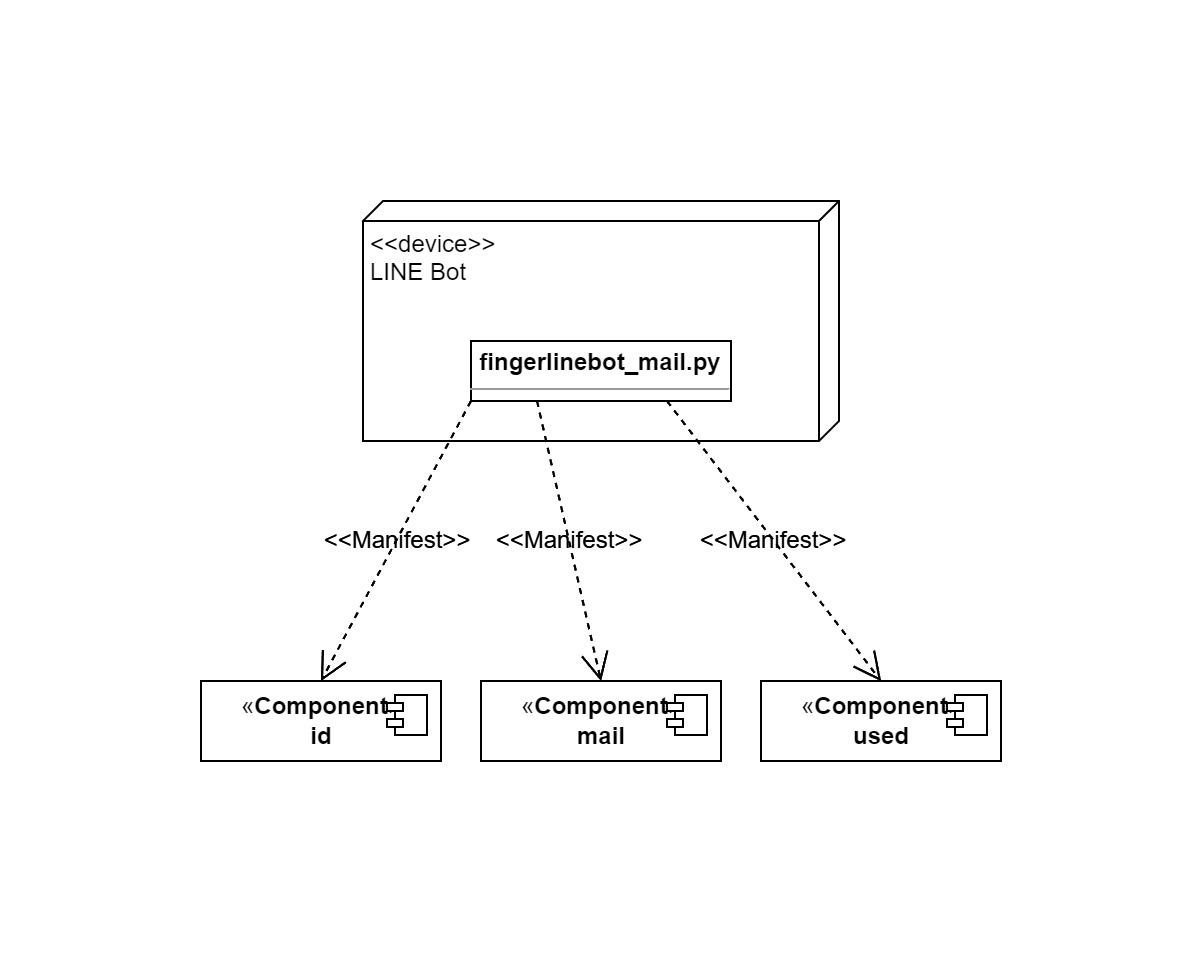 <<device>>
LINE Bot
fingerlinebot_mail.py
<<Manifest>> <<Manifest>> <<Manifest>>
«Component «Component «Component
id mail used